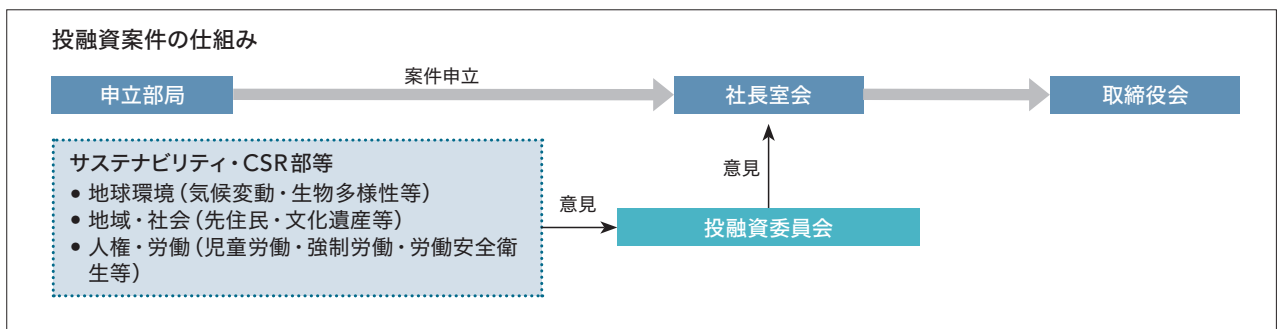 投融資案件の仕組み
案件申立
申立部局
社長室会
取締役会
サステナビリティ・CSR部等
• 地球環境（気候変動・生物多様性等）
• 地域・社会（先住民・文化遺産等）
• 人権・労働（児童労働・強制労働・労働安全衛
生等）
意見
意見
投融資委員会